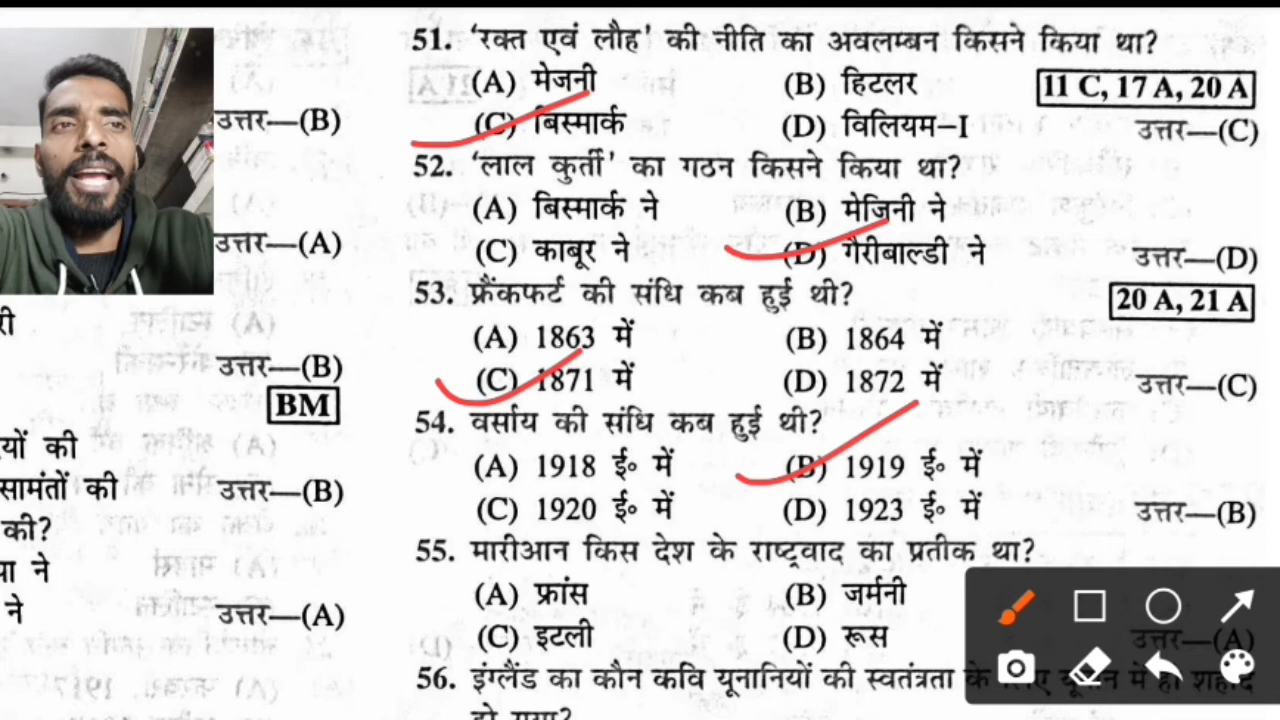 उत्तर—(B)
उत्तर—(A)
री
उत्तर—(B)
BM
यों की
सामंतों की उत्तर—(B)
की?
ा ने
ने उत्तर—(A)
51. ‘रक्त एवं लौह’ की नीति का अवलम्बन किसने किया था?
(A) मेजनी (B) हिटलर 11 C, 17 A, 20 A
(C) बिस्मार्क (D) विलियम–I उत्तर—(C)
52. ‘लाल कुर्ती’ का गठन किसने किया था?
(A) बिस्मार्क ने (B) मेजिनी ने
(C) काबूर ने (D) गैरीबाल्डी ने उत्तर—(D)
53. फ्रैंकफर्ट की संधि कब हुई थी? 20 A, 21 A
(A) 1863 में (B) 1864 में
(C) 1871 में (D) 1872 में उत्तर—(C)
54. वर्साय की संधि कब हुई थी?
(A) 1918 ई० में (B) 1919 ई० में
(C) 1920 ई० में (D) 1923 ई० में उत्तर—(B)
55. मारीआन किस देश के राष्ट्रवाद का प्रतीक था?
(A) फ्रांस (B) जर्मनी
(C) इटली (D) रूस उत्तर—(A)
56. इंग्लैंड का कौन कवि यूनानियों की स्वतंत्रता के लिए यूनान में ही शहीद
हो गया?